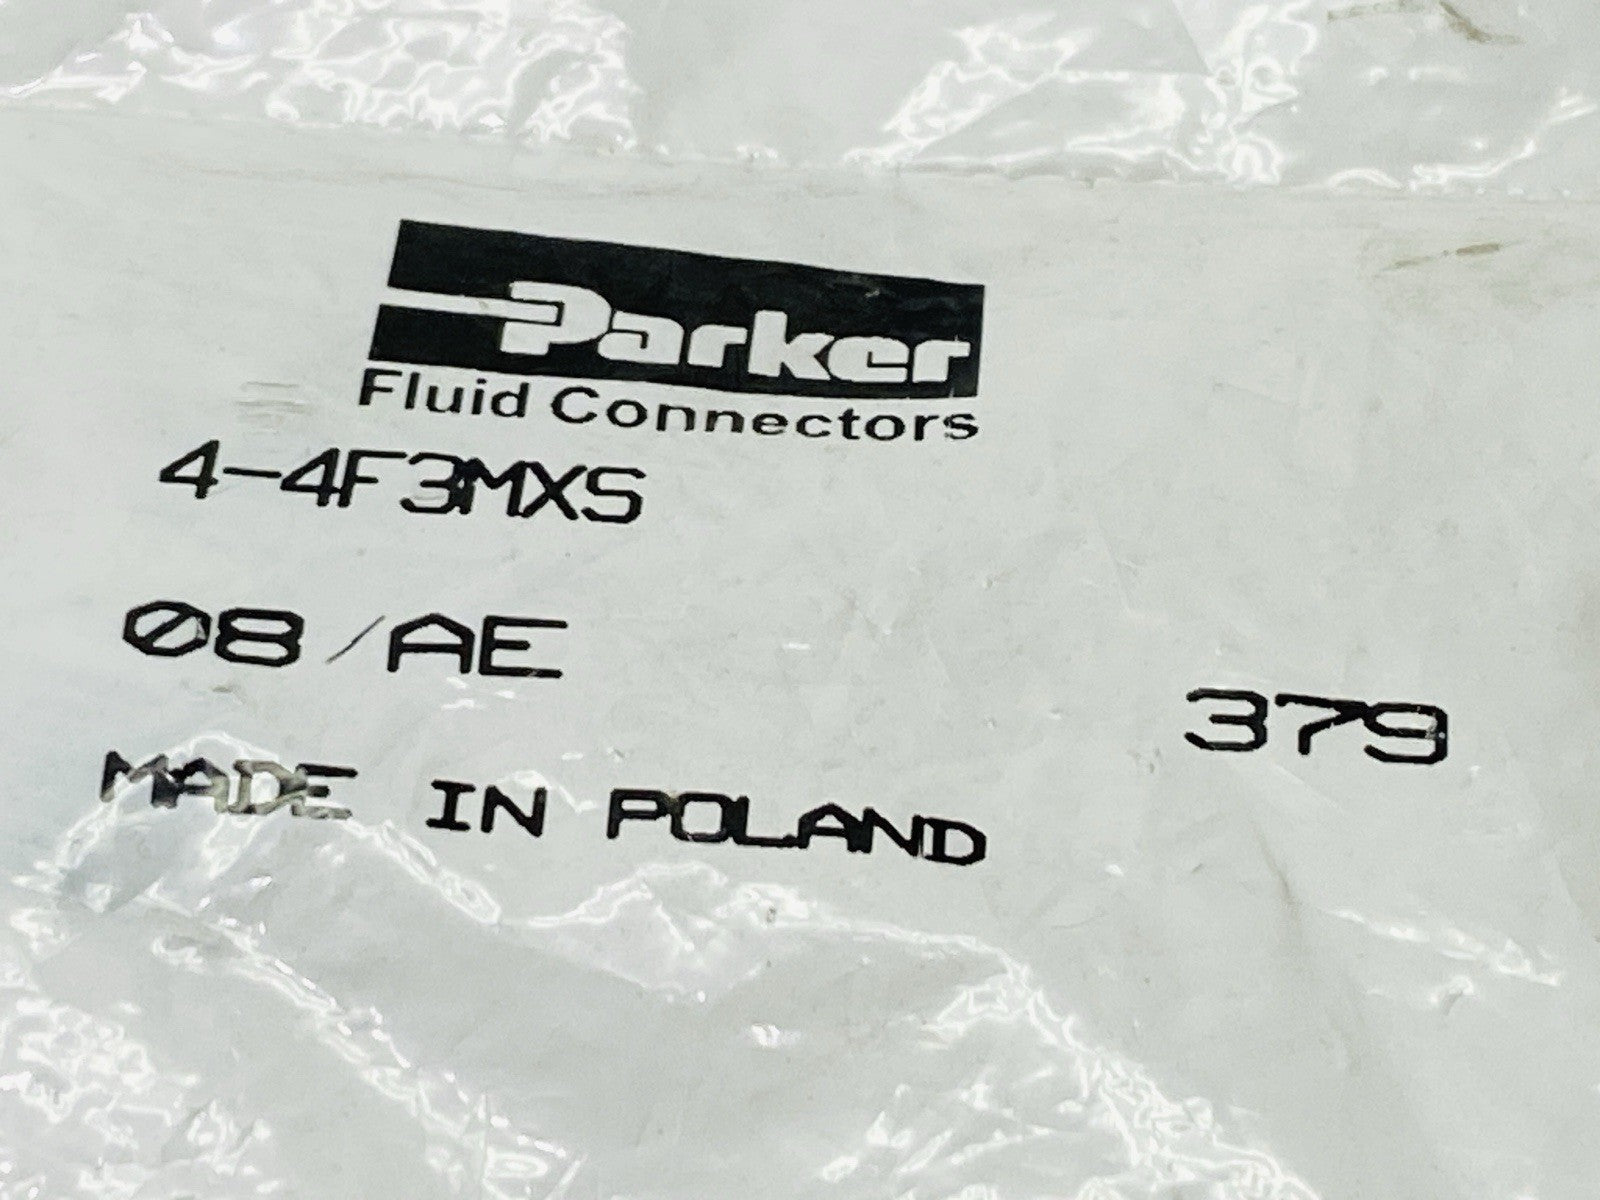 Parker
Fluid Connectors
4-4F3MXS
08/AE
379
MADE IN POLAND